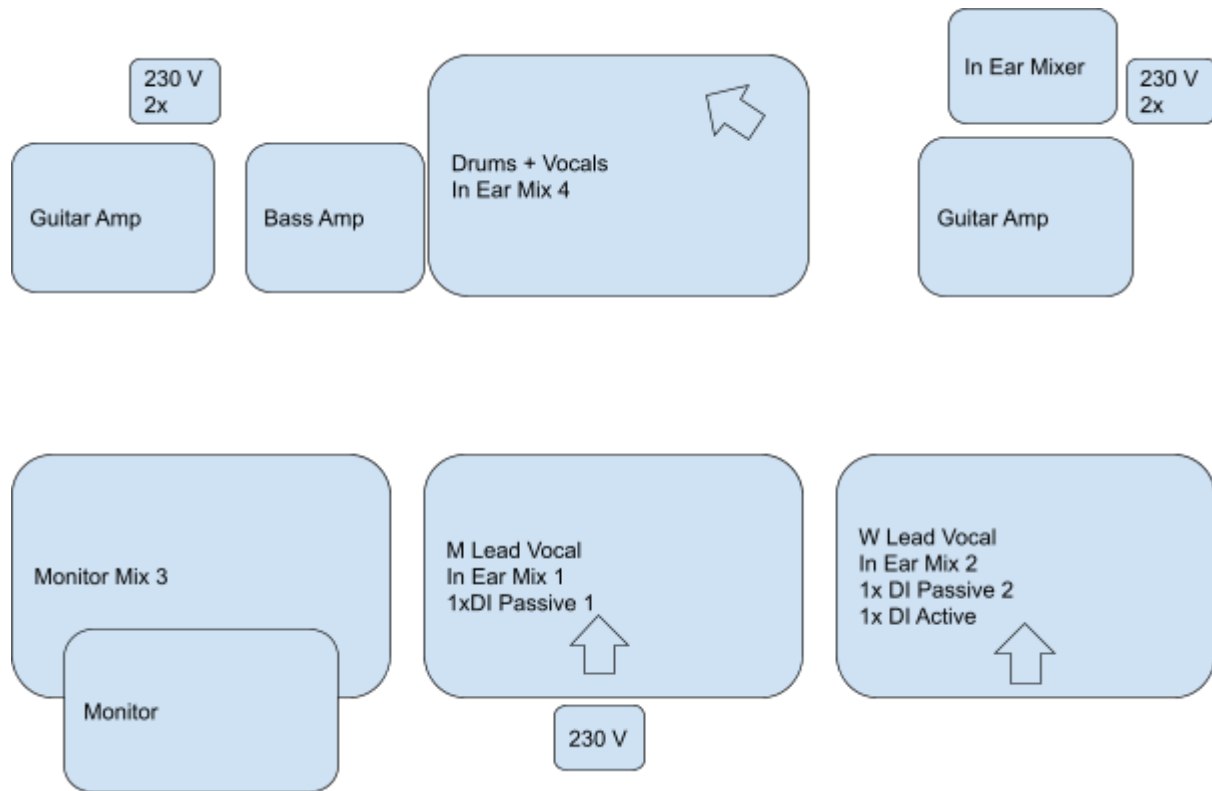 230 V
2x
In Ear Mixer
230 V
2x
Guitar Amp
Bass Amp
Drums + Vocals
In Ear Mix 4
Guitar Amp
Monitor Mix 3
Monitor
M Lead Vocal
In Ear Mix 1
1xDI Passive 1
230 V
W Lead Vocal
In Ear Mix 2
1x DI Passive 2
1x DI Active